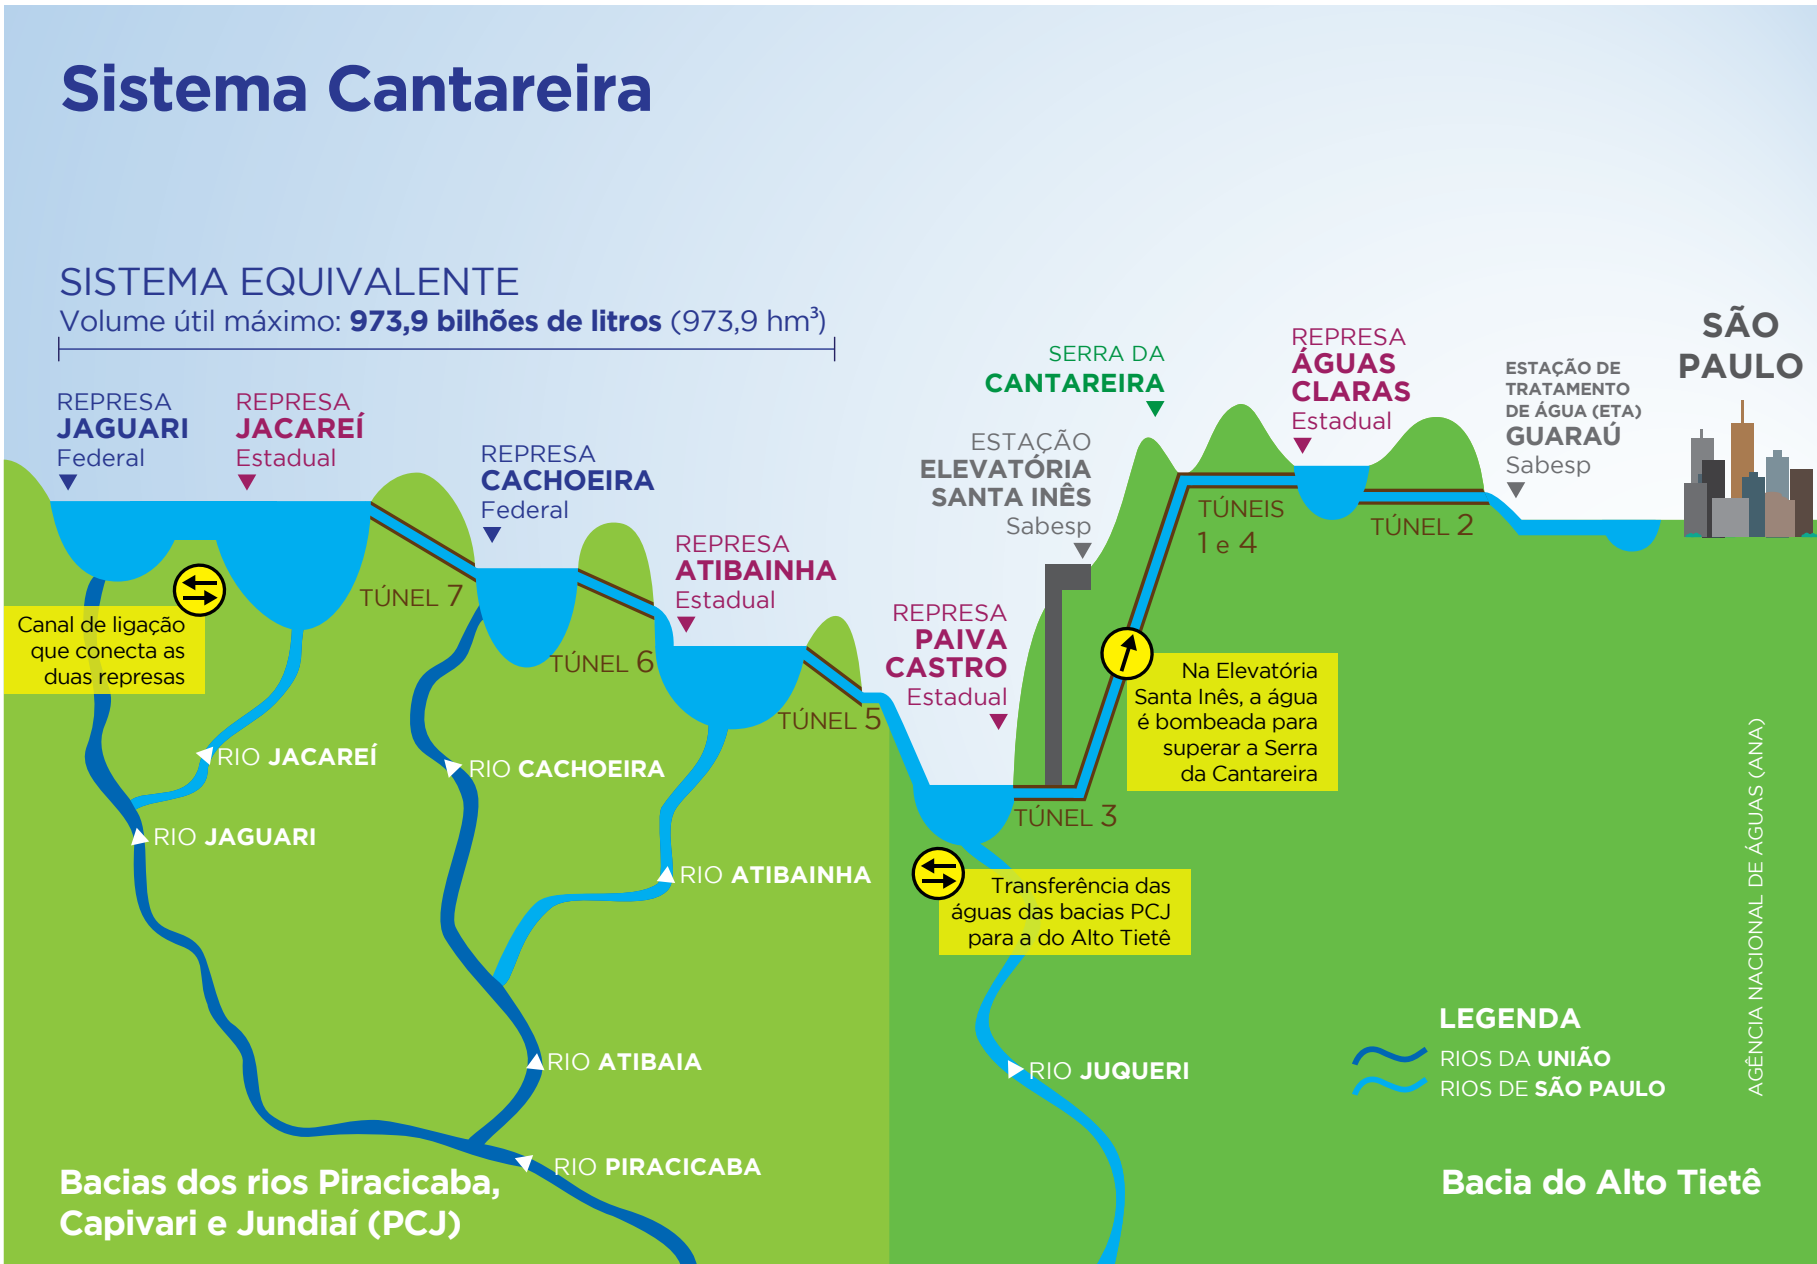 Sistema Cantareira
SISTEMA EQUIVALENTE
Volume útil máximo: 973,9 bilhões de litros (973,9 hm³)
REPRESA
JAGUARI
Federal
REPRESA
JACAREÍ
Estadual
REPRESA
CACHOEIRA
Federal
REPRESA
ATIBAINHA
Estadual
REPRESA
PAIVA
CASTRO
Estadual
ESTAÇÃO
ELEVATÓRIA
SANTA INÊS
Sabesp
SERRA DA
CANTAREIRA
REPRESA
ÁGUAS
CLARAS
Estadual
ESTAÇÃO DE
TRATAMENTO
DE ÁGUA (ETA)
GUARAÚ
Sabesp
SÃO
PAULO
TÚNEL 7
TÚNEL 6
TÚNEL 5
TÚNEL 3
TÚNEIS
1 e 4
TÚNEL 2
Canal de ligação
que conecta as
duas represas
Na Elevatória
Santa Inês, a água
é bombeada para
superar a Serra
da Cantareira
Transferência das
águas das bacias PCJ
para a do Alto Tietê
RIO JACAREÍ
RIO JAGUARI
RIO CACHOEIRA
RIO ATIBAINHA
RIO ATIBAIA
RIO PIRACICABA
RIO JUQUERI
LEGENDA
RIOS DA UNIÃO
RIOS DE SÃO PAULO
Bacias dos rios Piracicaba,
Capivari e Jundiaí (PCJ)
Bacia do Alto Tietê
AGÊNCIA NACIONAL DE ÁGUAS (ANA)